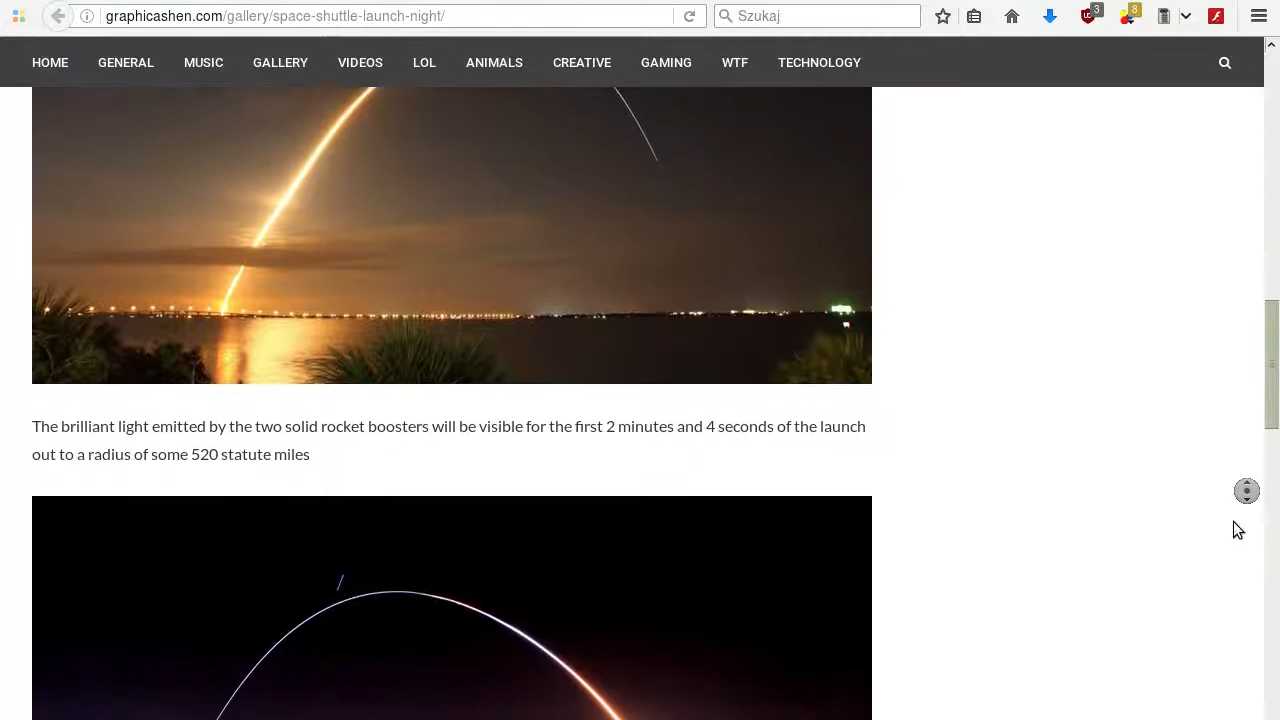 graphicashen.com/gallery/space-shuttle-launch-night/
Szukaj
3
8
HOME GENERAL MUSIC GALLERY VIDEOS LOL ANIMALS CREATIVE GAMING WTF TECHNOLOGY
The brilliant light emitted by the two solid rocket boosters will be visible for the first 2 minutes and 4 seconds of the launch
out to a radius of some 520 statute miles